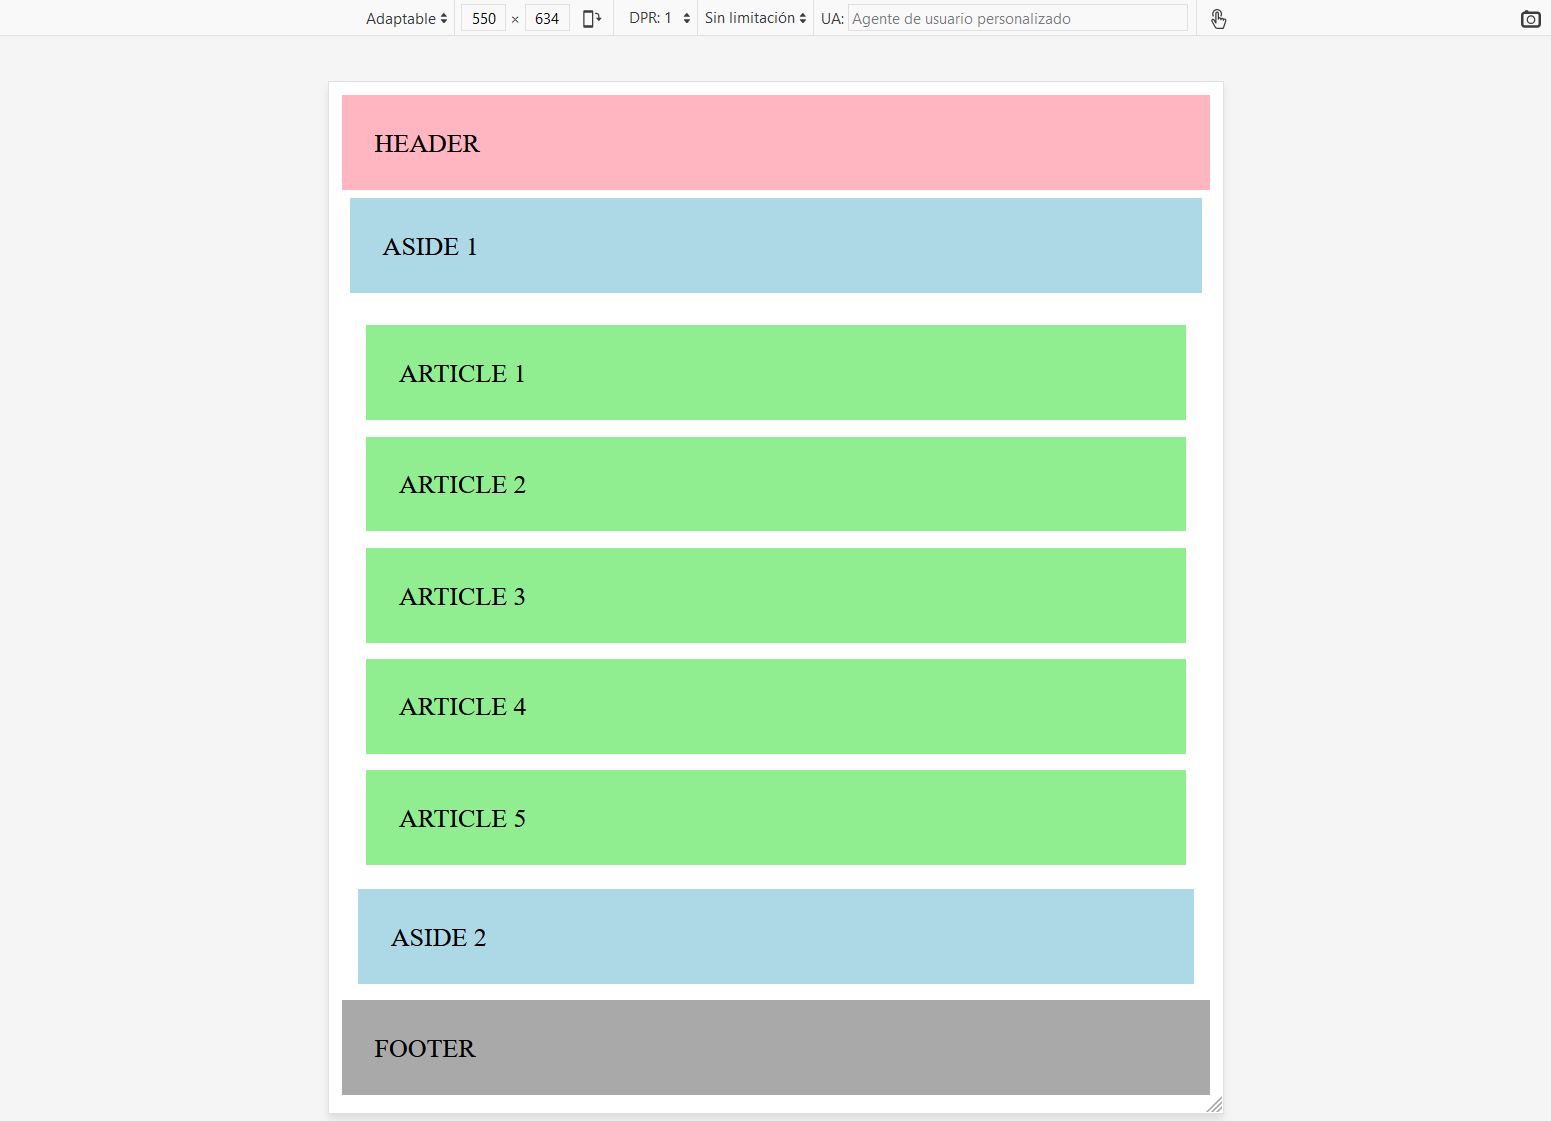 Adaptable 550 × 634 DPR: 1 Sin limitación UA: Agente de usuario personalizado
HEADER
ASIDE 1
ARTICLE 1
ARTICLE 2
ARTICLE 3
ARTICLE 4
ARTICLE 5
ASIDE 2
FOOTER